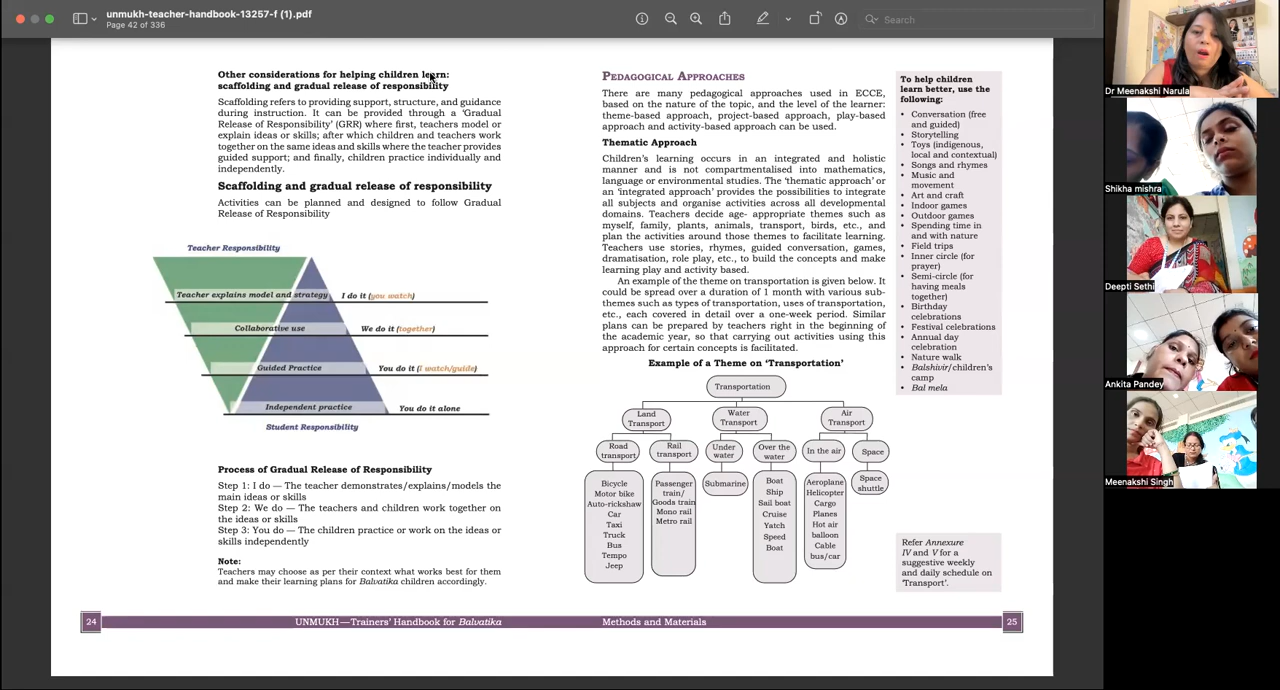 unmukh-teacher-handbook-13257-f (1).pdf
Page 42 of 336
Search
Other considerations for helping children learn:
scaffolding and gradual release of responsibility
Scaffolding refers to providing support, structure, and guidance
during instruction. It can be provided through a ‘Gradual
Release of Responsibility’ (GRR) where first, teachers model or
explain ideas or skills; after which children and teachers work
together on the same ideas and skills where the teacher provides
guided support; and finally, children practice individually and
independently.
Scaffolding and gradual release of responsibility
Activities can be planned and designed to follow Gradual
Release of Responsibility
Teacher Responsibility
Teacher explains model and strategy I do it (you watch)
Collaborative use We do it (together)
Guided Practice You do it (I watch/guide)
Independent practice You do it alone
Student Responsibility
Process of Gradual Release of Responsibility
Step 1: I do — The teacher demonstrates/explains/models the
main ideas or skills
Step 2: We do — The teachers and children work together on
the ideas or skills
Step 3: You do — The children practice or work on the ideas or
skills independently
Note:
Teachers may choose as per their context what works best for them
and make their learning plans for Balvatika children accordingly.
24
UNMUKH—Trainers’ Handbook for Balvatika
PEDAGOGICAL APPROACHES
There are many pedagogical approaches used in ECCE,
based on the nature of the topic, and the level of the learner:
theme-based approach, project-based approach, play-based
approach and activity-based approach can be used.
Thematic Approach
Children’s learning occurs in an integrated and holistic
manner and is not compartmentalised into mathematics,
language or environmental studies. The ‘thematic approach’ or
an ‘integrated approach’ provides the possibilities to integrate
all subjects and organise activities across all developmental
domains. Teachers decide age- appropriate themes such as
myself, family, plants, animals, transport, birds, etc., and
plan the activities around those themes to facilitate learning.
Teachers use stories, rhymes, guided conversation, games,
dramatisation, role play, etc., to build the concepts and make
learning play and activity based.
An example of the theme on transportation is given below. It
could be spread over a duration of 1 month with various sub-
themes such as types of transportation, uses of transportation,
etc., each covered in detail over a one-week period. Similar
plans can be prepared by teachers right in the beginning of
the academic year, so that carrying out activities using this
approach for certain concepts is facilitated.
Example of a Theme on ‘Transportation’
Transportation
Land
Transport
Water
Transport
Air
Transport
Road
transport
Rail
transport
Under
water
Over the
water
In the air
Space
Bicycle
Motor bike
Auto-rickshaw
Car
Taxi
Truck
Bus
Tempo
Jeep
Passenger
train/
Goods train
Mono rail
Metro rail
Submarine
Boat
Ship
Sail boat
Cruise
Yatch
Speed
Boat
Aeroplane
Helicopter
Cargo
Planes
Hot air
balloon
Cable
bus/car
Space
shuttle
To help children
learn better, use the
following:
• Conversation (free
and guided)
• Storytelling
• Toys (indigenous,
local and contextual)
• Songs and rhymes
• Music and
movement
• Art and craft
• Indoor games
• Outdoor games
• Spending time in
and with nature
• Field trips
• Inner circle (for
prayer)
• Semi-circle (for
having meals
together)
• Birthday
celebrations
• Festival celebrations
• Annual day
celebration
• Nature walk
• Balshivir/children’s
camp
• Bal mela
Refer Annexure
IV and V for a
suggestive weekly
and daily schedule on
‘Transport’.
Methods and Materials
25
Dr Meenakshi Narula
Shikha mishra
Deepti Sethi
Ankita Pandey
Meenakshi Singh